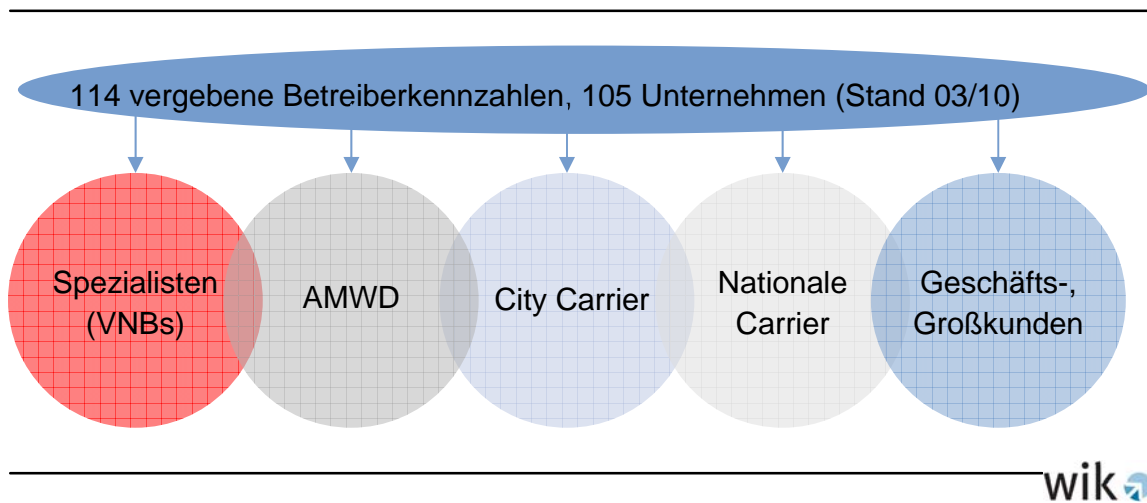 114 vergebene Betreiberkennzahlen, 105 Unternehmen (Stand 03/10)
Spezialisten
(VNBs)
AMWD
City Carrier
Nationale
Carrier
Geschäfts-,
Großkunden
wik